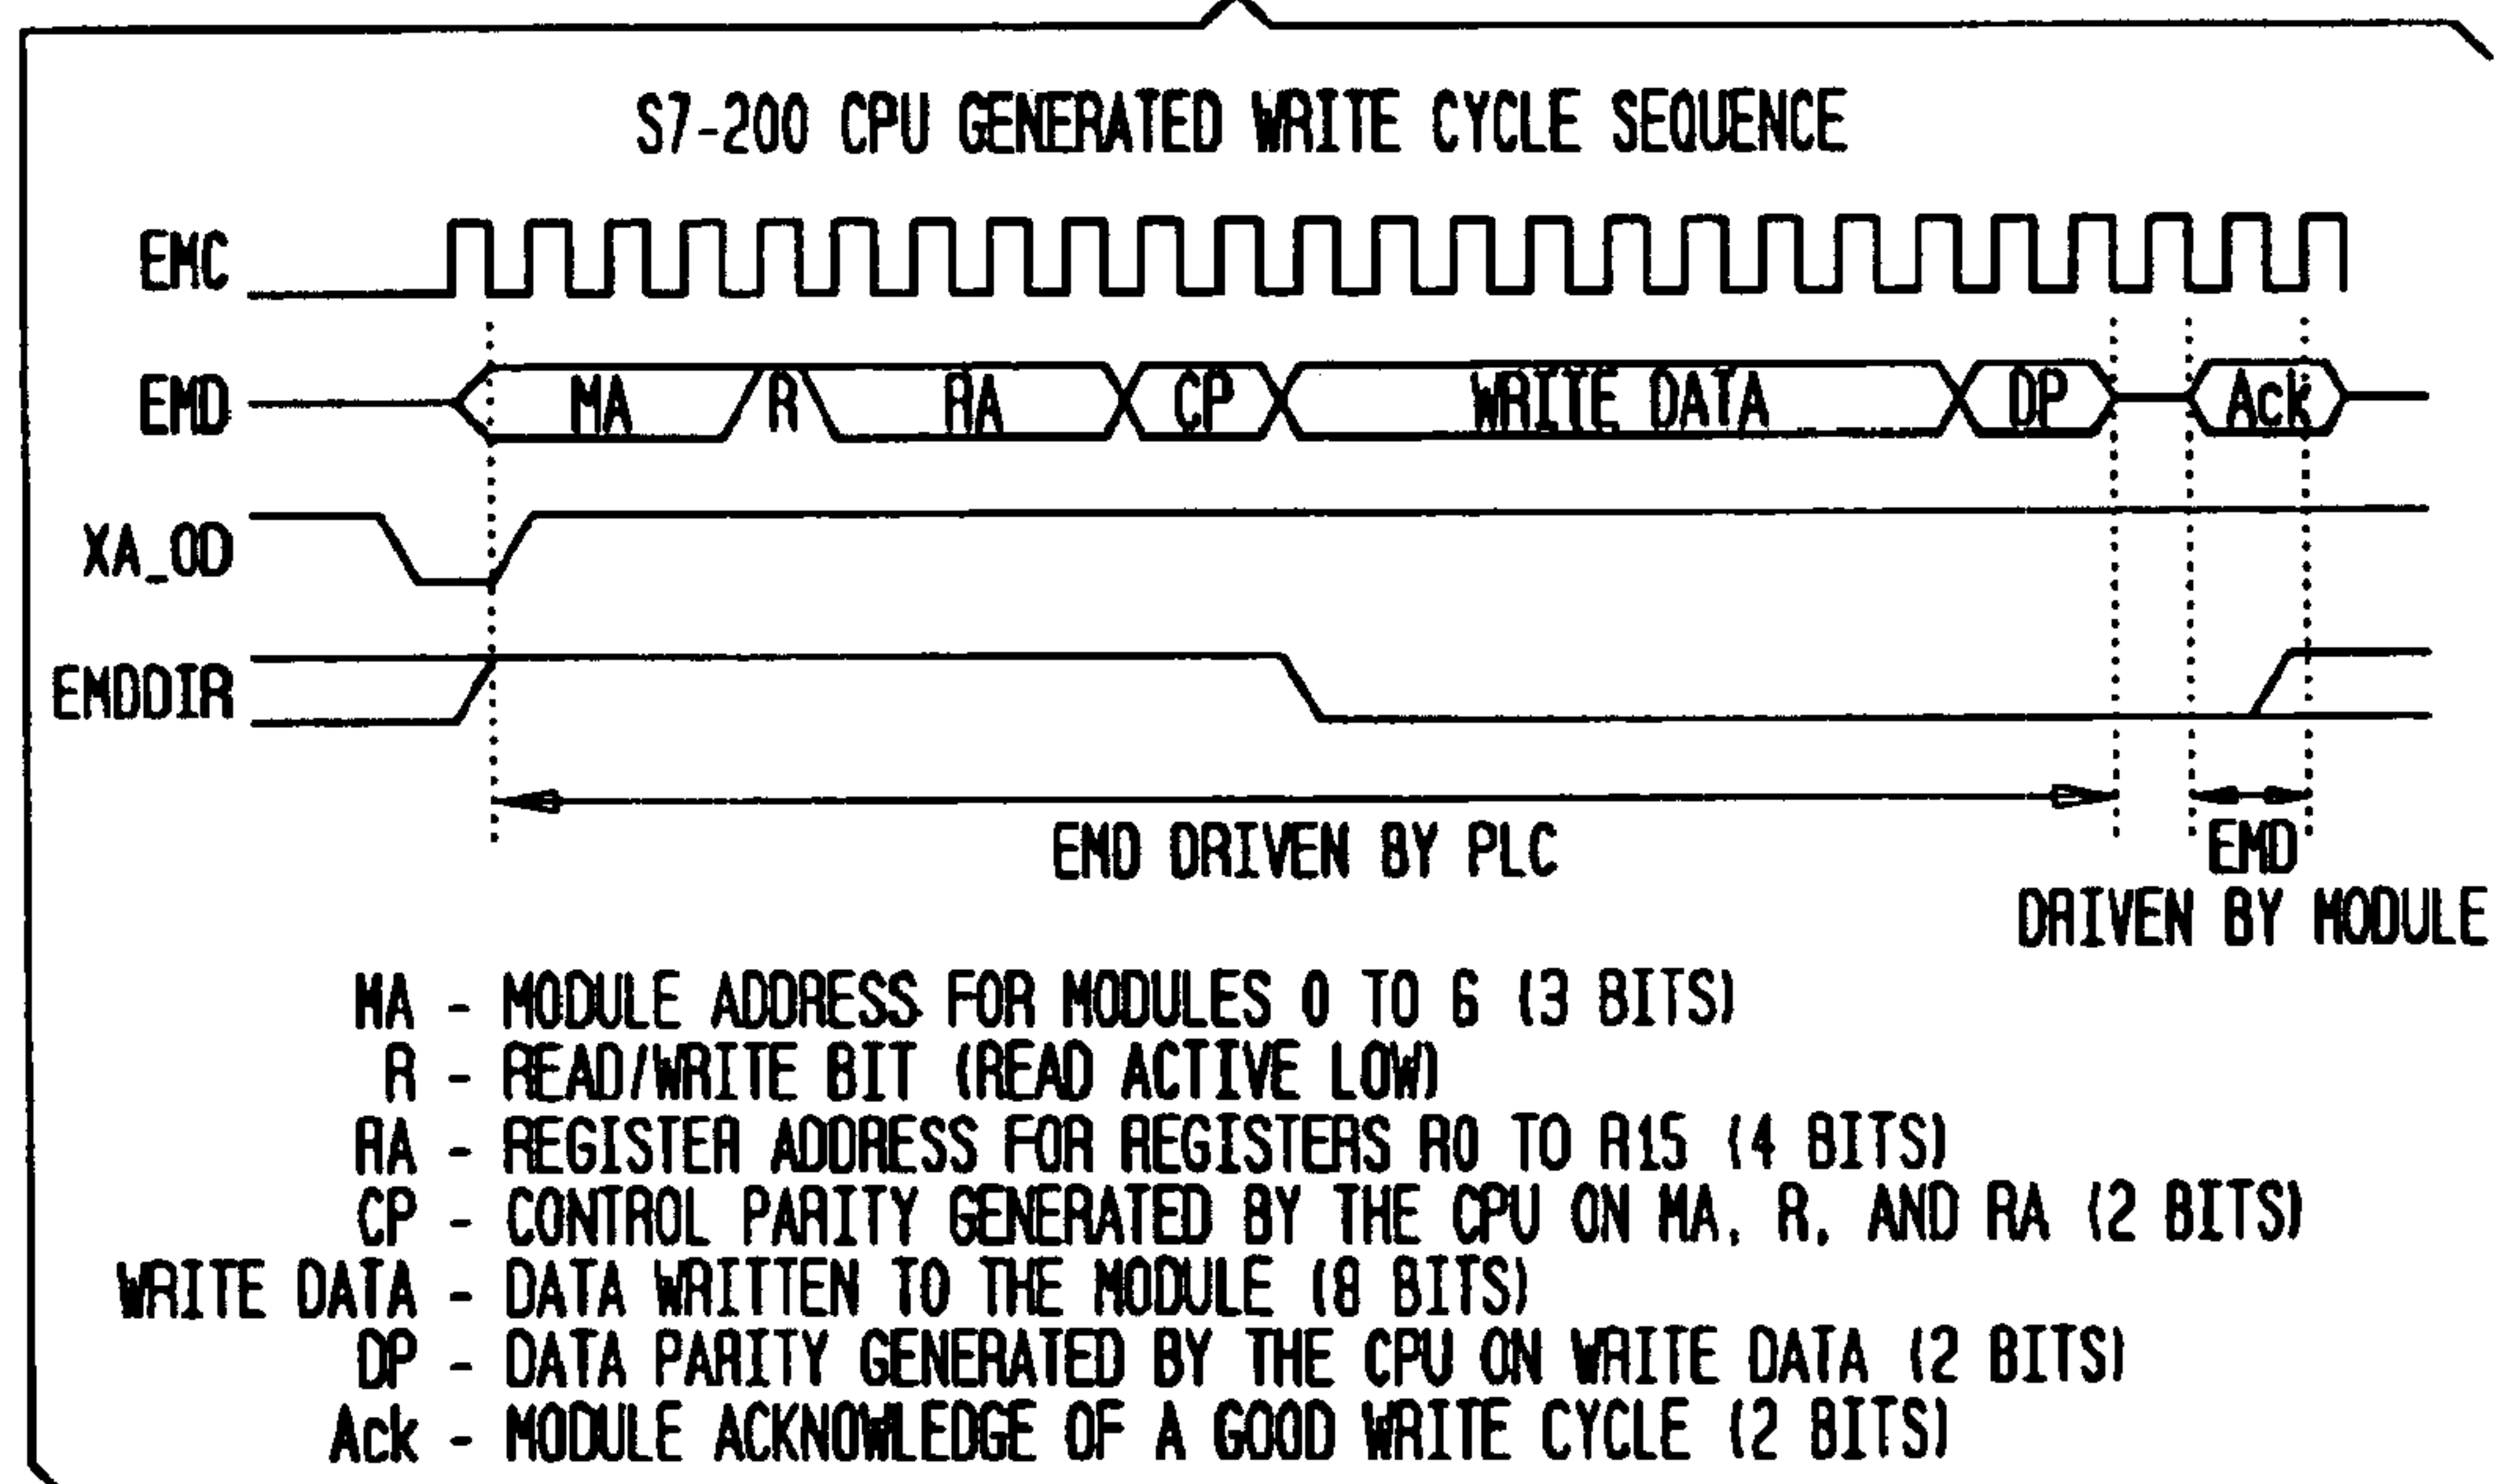 S7-200 CPU GENERATED WRITE CYCLE SEQUENCE
EMC
EMD
MA R RA CP WRITE DATA DP Ack
XA_OD
EMDDIR
EMD DRIVEN BY PLC
EMD
DRIVEN BY MODULE
MA - MODULE ADDRESS FOR MODULES 0 TO 6 (3 BITS)
R - READ/WRITE BIT (READ ACTIVE LOW)
RA - REGISTER ADDRESS FOR REGISTERS R0 TO R15 (4 BITS)
CP - CONTROL PARITY GENERATED BY THE CPU ON MA, R, AND RA (2 BITS)
WRITE DATA - DATA WRITTEN TO THE MODULE (8 BITS)
DP - DATA PARITY GENERATED BY THE CPU ON WRITE DATA (2 BITS)
Ack - MODULE ACKNOWLEDGE OF A GOOD WRITE CYCLE (2 BITS)